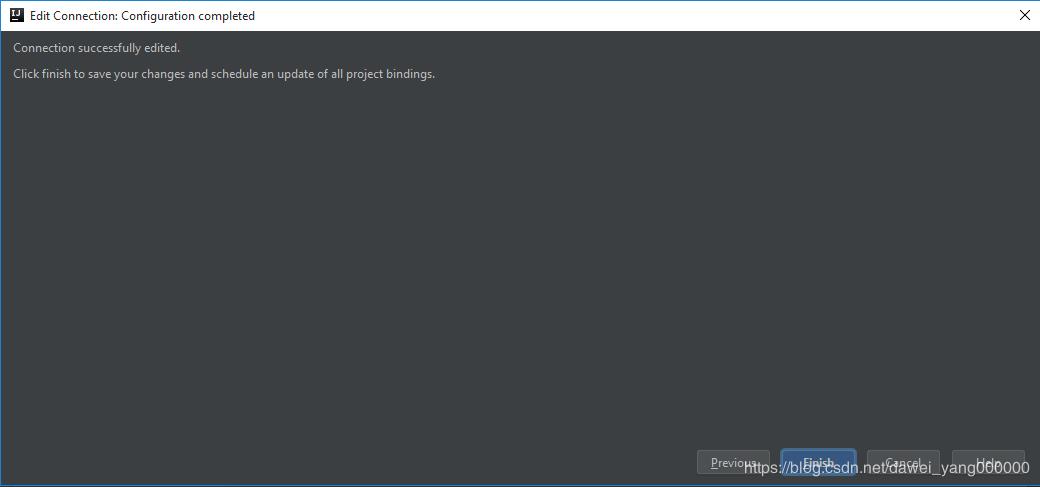 IJ
Edit Connection: Configuration completed
Connection successfully edited.
Click finish to save your changes and schedule an update of all project bindings.
Previous Finish Cancel Help
https://blog.csdn.net/dawei_yang000000